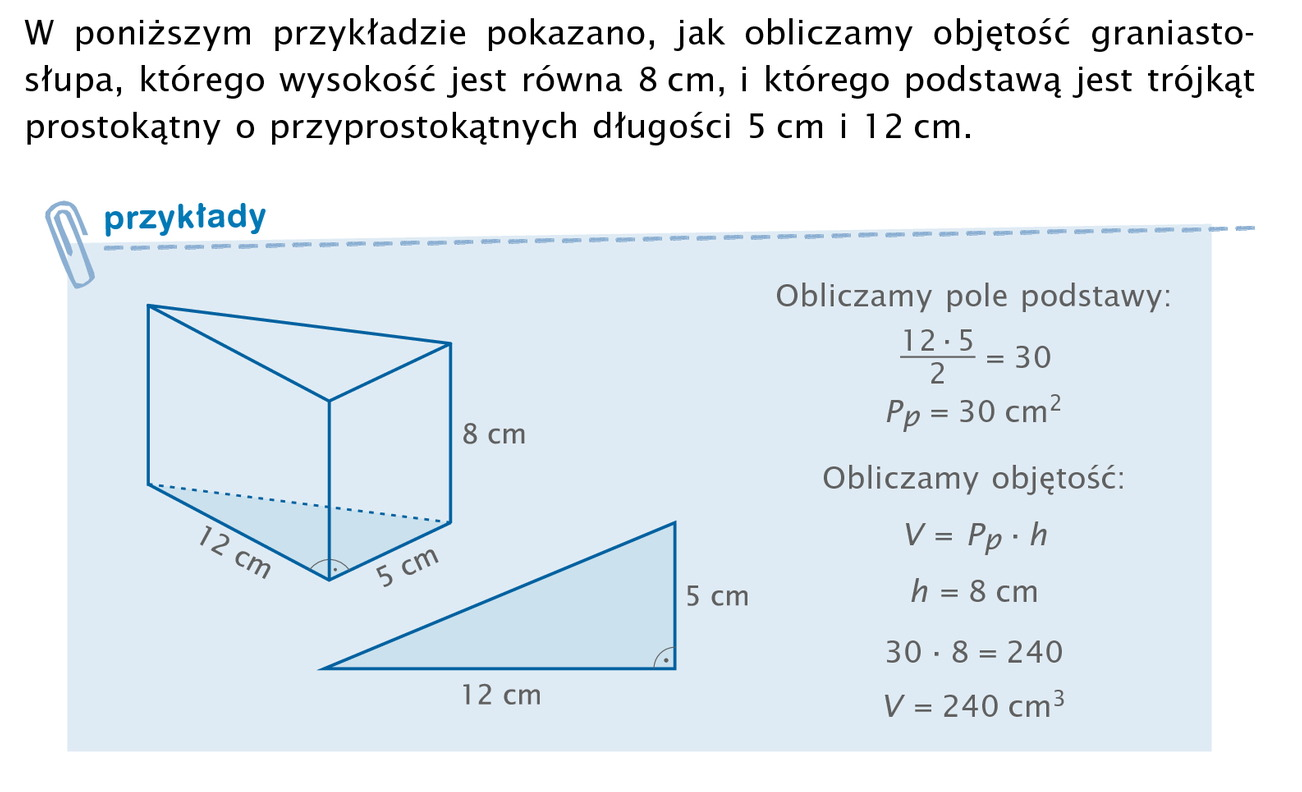 W poniższym przykładzie pokazano, jak obliczamy objętość graniasto-
słupa, którego wysokość jest równa 8 cm, i którego podstawą jest trójkąt
prostokątny o przyprostokątnych długości 5 cm i 12 cm.
przykłady
8 cm
12 cm
5 cm
5 cm
12 cm
Obliczamy pole podstawy:
12 · 5
2
= 30
Pp = 30 cm²
Obliczamy objętość:
V = Pp · h
h = 8 cm
30 · 8 = 240
V = 240 cm³